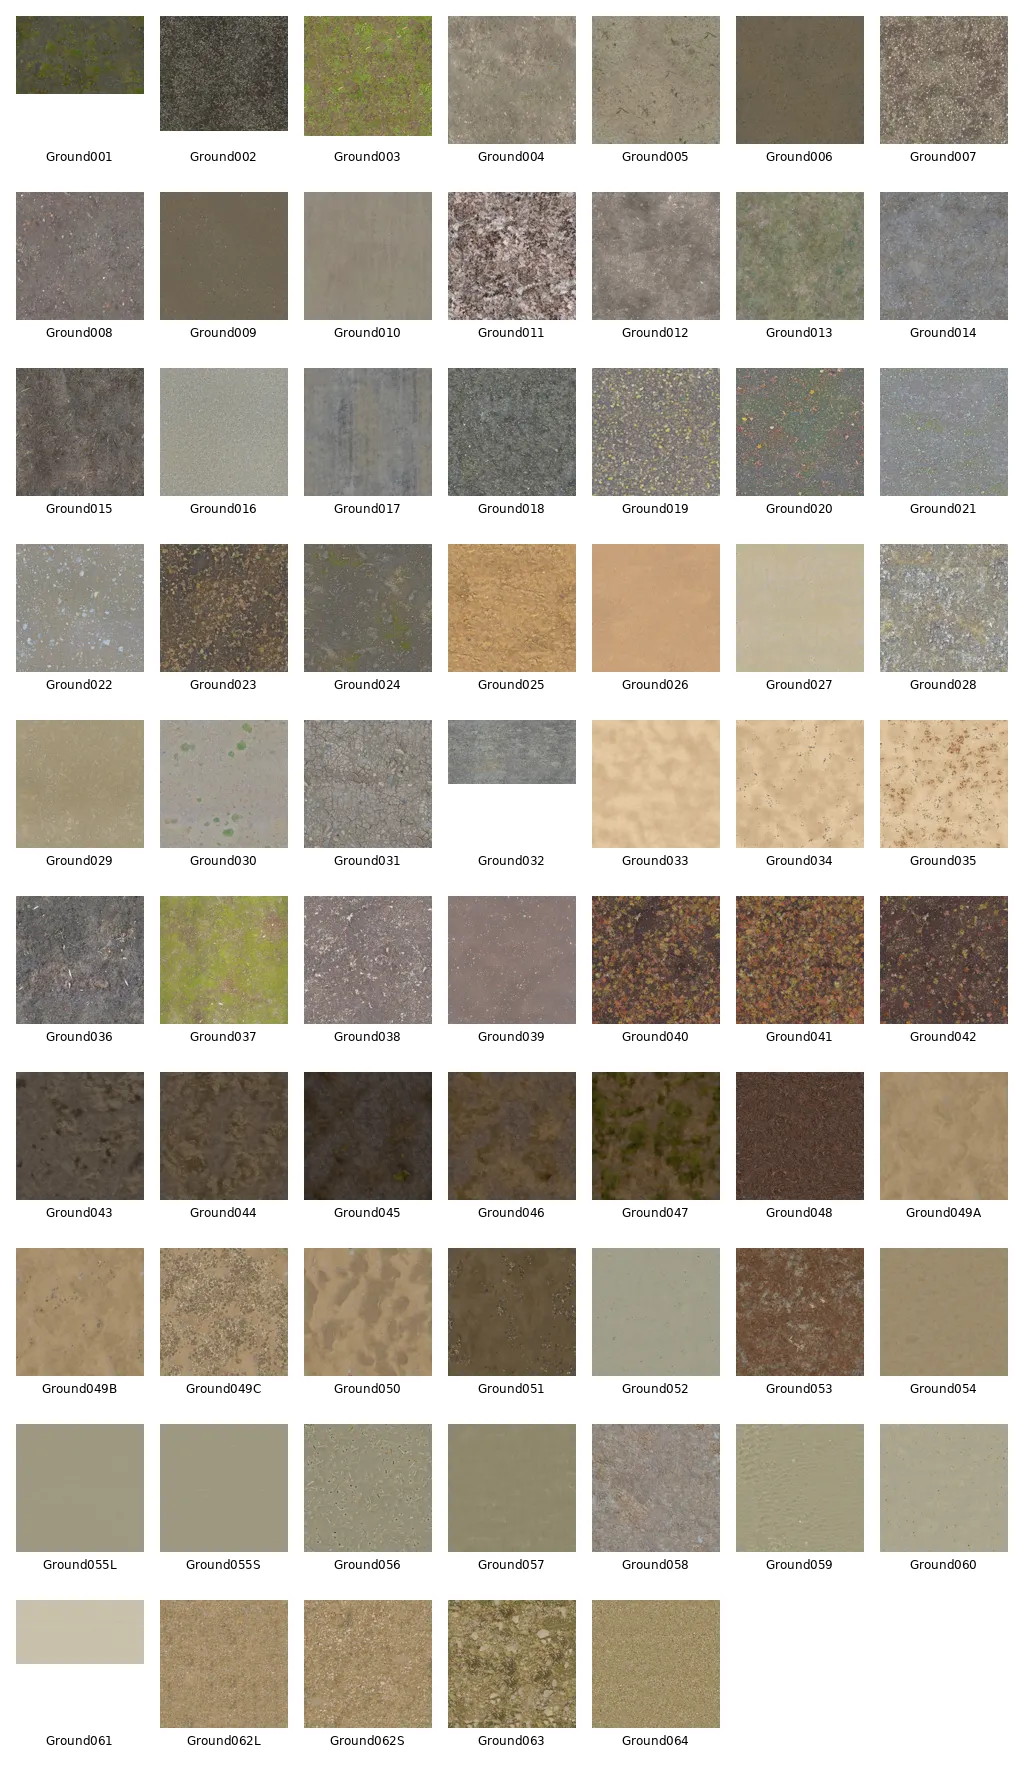 Ground001 Ground002 Ground003 Ground004 Ground005 Ground006 Ground007
Ground008 Ground009 Ground010 Ground011 Ground012 Ground013 Ground014
Ground015 Ground016 Ground017 Ground018 Ground019 Ground020 Ground021
Ground022 Ground023 Ground024 Ground025 Ground026 Ground027 Ground028
Ground029 Ground030 Ground031 Ground032 Ground033 Ground034 Ground035
Ground036 Ground037 Ground038 Ground039 Ground040 Ground041 Ground042
Ground043 Ground044 Ground045 Ground046 Ground047 Ground048 Ground049A
Ground049B Ground049C Ground050 Ground051 Ground052 Ground053 Ground054
Ground055L Ground055S Ground056 Ground057 Ground058 Ground059 Ground060
Ground061 Ground062L Ground062S Ground063 Ground064